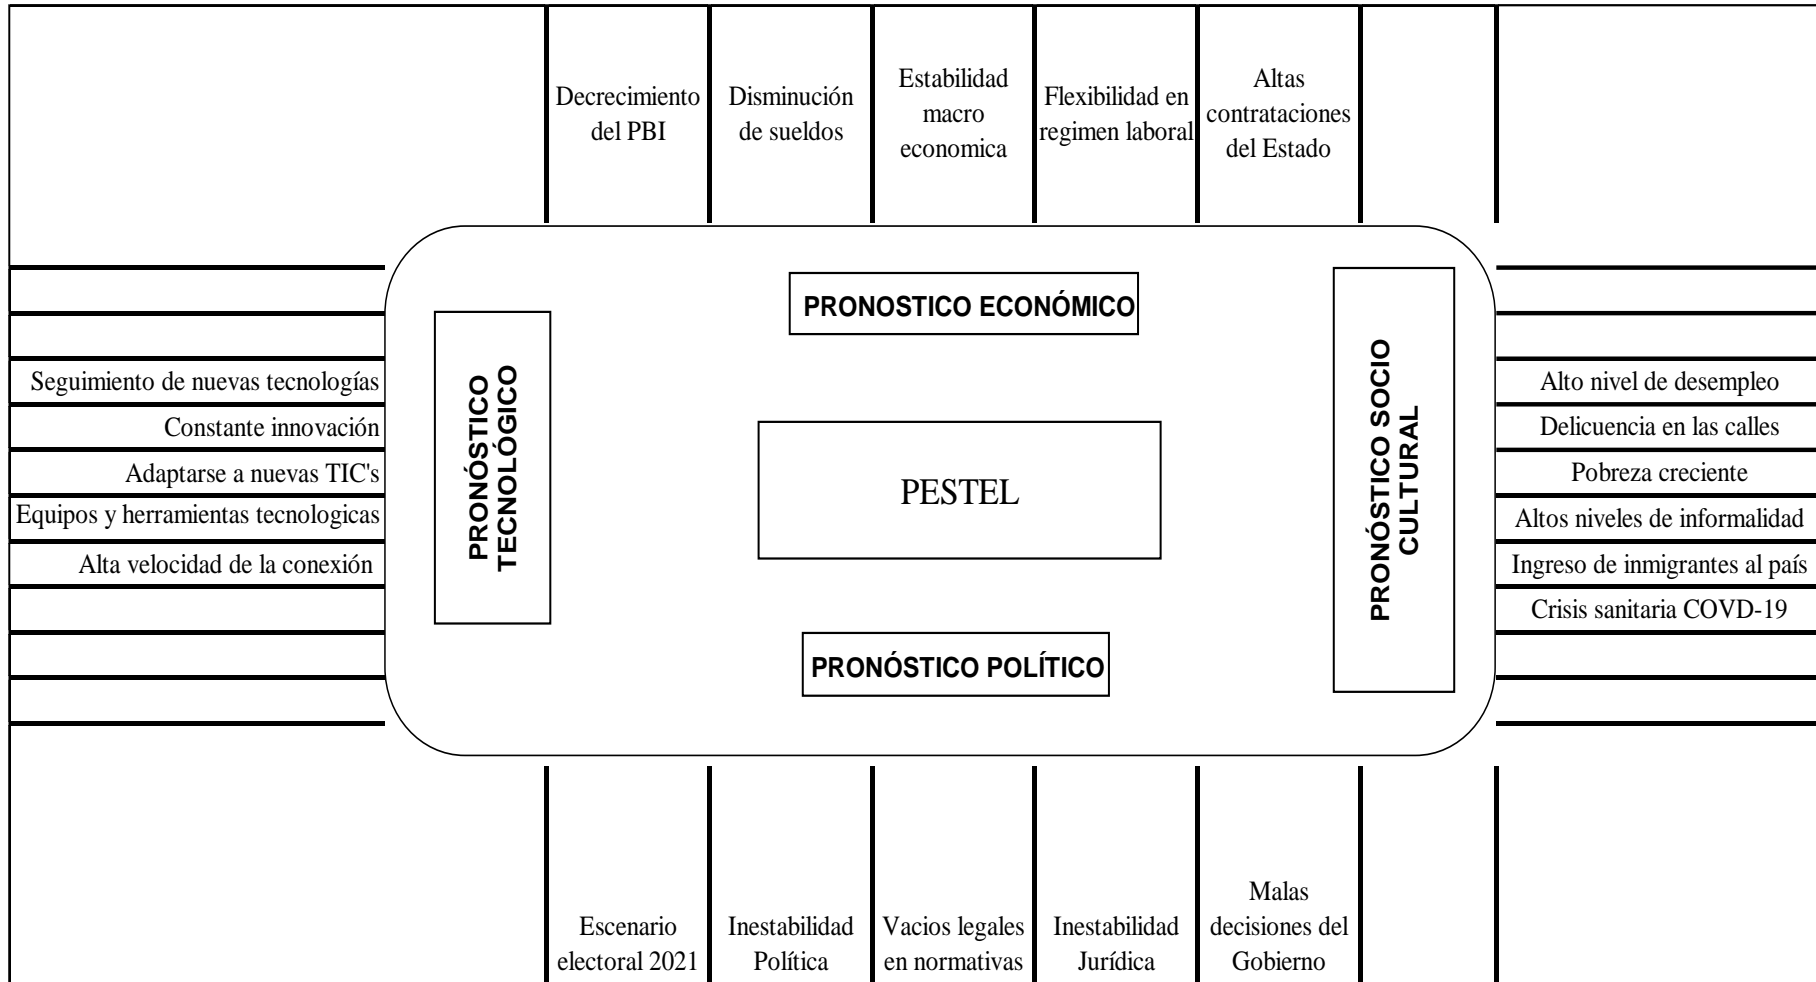 Decrecimiento
del PBI
Disminución
de sueldos
Estabilidad
macro
economica
Flexibilidad en
regimen laboral
Altas
contrataciones
del Estado
PRONOSTICO ECONÓMICO
Seguimiento de nuevas tecnologías
Constante innovación
Adaptarse a nuevas TIC's
Equipos y herramientas tecnologicas
Alta velocidad de la conexión
PRONÓSTICO
TECNOLÓGICO
PESTEL
PRONÓSTICO SOCIO
CULTURAL
Alto nivel de desempleo
Delicuencia en las calles
Pobreza creciente
Altos niveles de informalidad
Ingreso de inmigrantes al país
Crisis sanitaria COVD-19
PRONÓSTICO POLÍTICO
Escenario
electoral 2021
Inestabilidad
Política
Vacios legales
en normativas
Inestabilidad
Jurídica
Malas
decisiones del
Gobierno